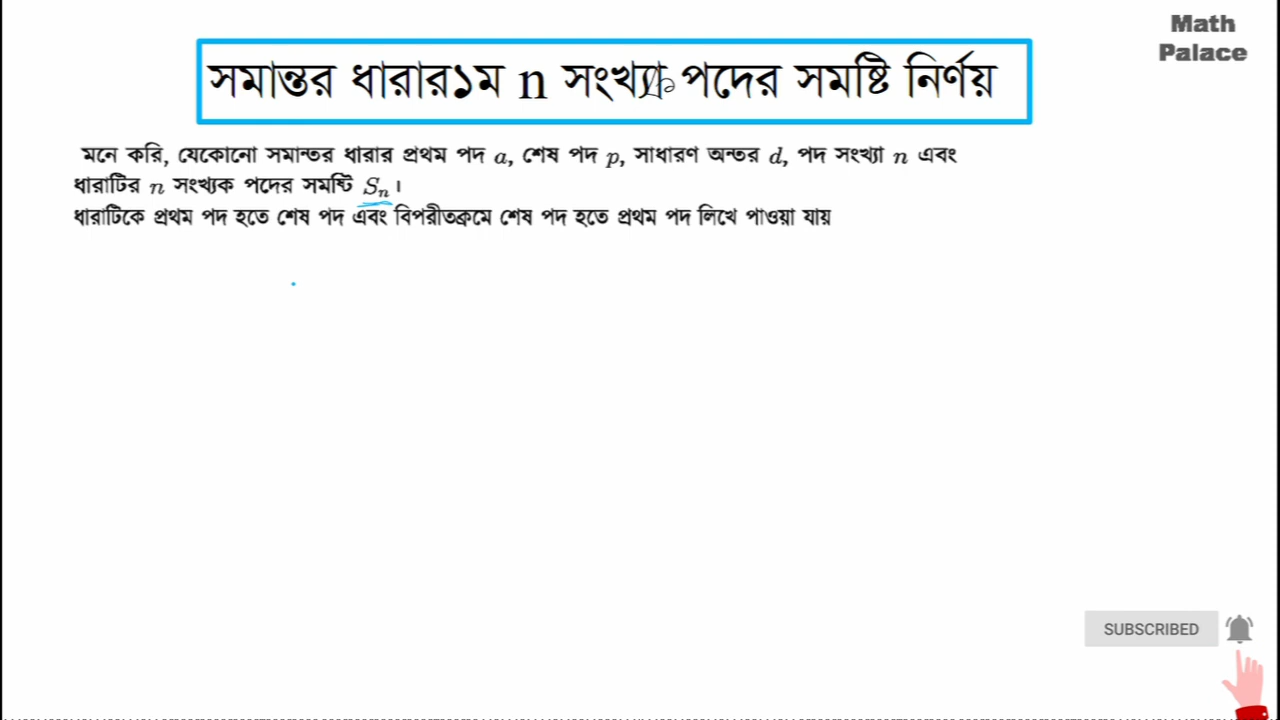 Math
Palace
সমান্তর ধারার১ম n সংখ্যক পদের সমষ্টি নির্ণয়
মনে করি, যেকোনো সমান্তর ধারার প্রথম পদ a, শেষ পদ p, সাধারণ অন্তর d, পদ সংখ্যা n এবং
ধারাটির n সংখ্যক পদের সমষ্টি Sₙ।
ধারাটিকে প্রথম পদ হতে শেষ পদ এবং বিপরীতক্রমে শেষ পদ হতে প্রথম পদ লিখে পাওয়া যায়
SUBSCRIBED